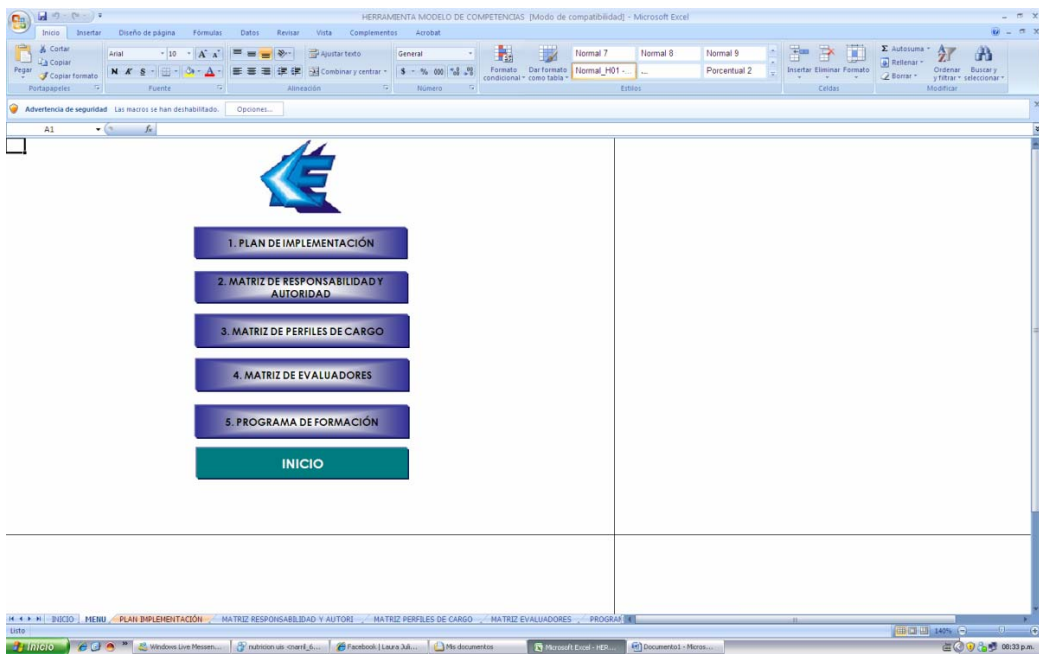 HERRAMIENTA MODELO DE COMPETENCIAS [Modo de compatibilidad] - Microsoft Excel
Inicio Insertar Diseño de página Fórmulas Datos Revisar Vista Complementos Acrobat
Pegar
Cortar
Copiar
Copiar formato
Portapapeles
Arial 10
N K S
Fuente
Ajustar texto
Combinar y centrar
Alineación
General
$ % 000
Número
Formato condicional
Dar formato como tabla
Normal 7 Normal 8 Normal 9
Normal_H01 -... Porcentual 2
Estilos
Insertar Eliminar Formato
Celdas
Autosuma
Rellenar
Borrar
Ordenar y filtrar
Buscar y seleccionar
Modificar
Advertencia de seguridad Las macros se han deshabilitado. Opciones...
A1 fx
E
1. PLAN DE IMPLEMENTACIÓN
2. MATRIZ DE RESPONSABILIDAD Y
AUTORIDAD
3. MATRIZ DE PERFILES DE CARGO
4. MATRIZ DE EVALUADORES
5. PROGRAMA DE FORMACIÓN
INICIO
INICIO MENU PLAN IMPLEMENTACIÓN MATRIZ RESPONSABILIDAD Y AUTORI MATRIZ PERFILES DE CARGO MATRIZ EVALUADORES PROGRAM
Listo 140%
Inicio Windows Live Messen... Facebook | Laura Juli... Mis documentos Microsoft Excel - HER... Documento1 - Micros... 08:33 p.m.